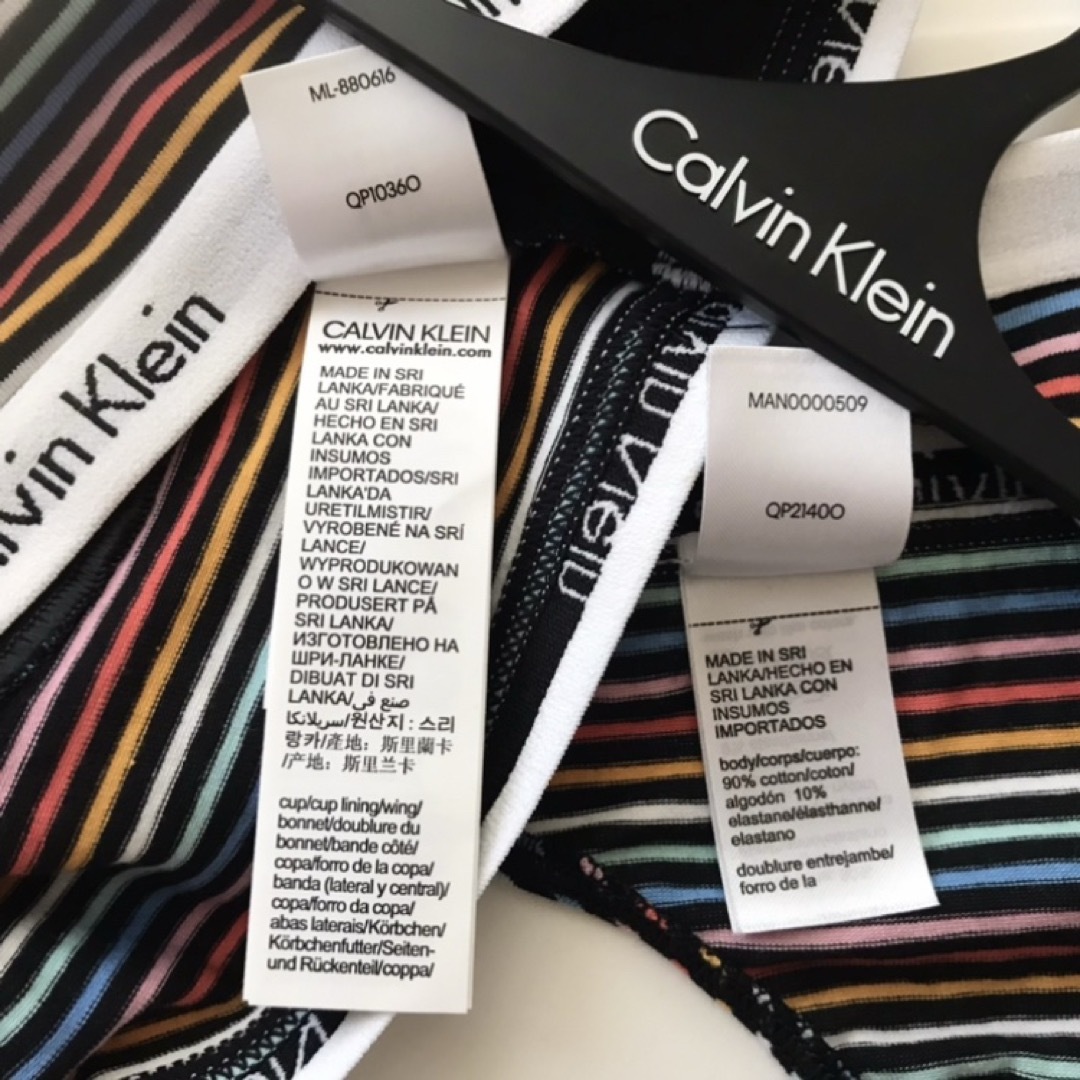 ML-880616
QP1036O
CALVIN KLEIN
www.calvinklein.com
MADE IN SRI
LANKA/FABRIQUÉ
AU SRI LANKA/
HECHO EN SRI
LANKA CON
INSUMOS
IMPORTADOS/SRI
LANKA'DA
URETILMISTIR/
VYROBENÉ NA SRÍ
LANCE/
WYPRODUKOWAN
O W SRI LANCE/
PRODUSERT PÅ
SRI LANKA/
ИЗГОТОВЛЕНО НА
ШРИ-ЛАНКЕ/
DIBUAT DI SRI
LANKA/صنع في
سريلانكا/원산지 : 스리
랑카/產地：斯里蘭卡
/产地：斯里兰卡
cup/cup lining/wing/
bonnet/doublure du
bonnet/bande côté/
copa/forro de la copa/
banda (lateral y central)/
copa/forro da copa/
abas laterais/Körbchen/
Körbchenfutter/Seiten-
und Rückenteil/coppa/
Calvin Klein
MAN0000509
QP2140O
MADE IN SRI
LANKA/HECHO EN
SRI LANKA CON
INSUMOS
IMPORTADOS
body/corps/cuerpo:
90% cotton/coton/
algodón 10%
elastane/élasthanne/
elastano
doublure entrejambe/
forro de la
alvin Klein